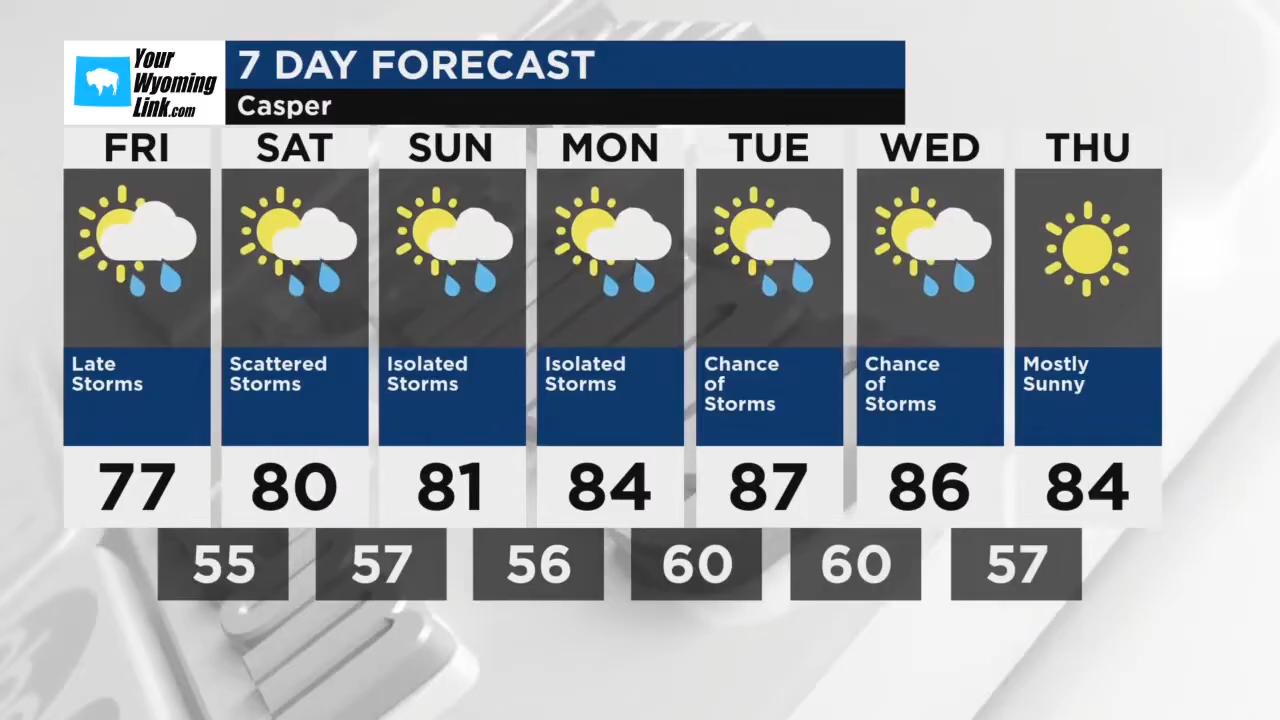 Your
Wyoming
Link.com
7 DAY FORECAST
Casper
FRI SAT SUN MON TUE WED THU
Late
Storms
Scattered
Storms
Isolated
Storms
Isolated
Storms
Chance
of
Storms
Chance
of
Storms
Mostly
Sunny
77 80 81 84 87 86 84
55 57 56 60 60 57